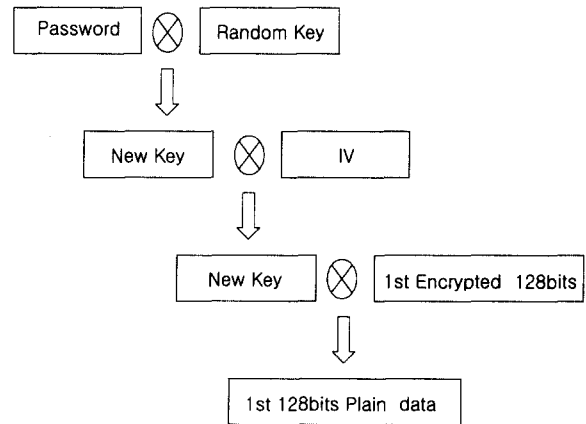 Password Random Key
New Key IV
New Key 1st Encrypted 128bits
1st 128bits Plain data